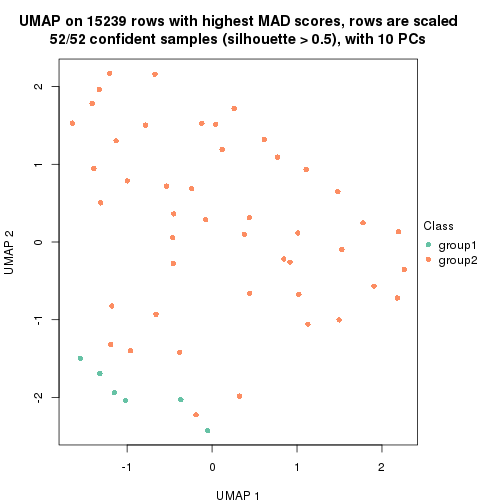 UMAP on 15239 rows with highest MAD scores, rows are scaled
52/52 confident samples (silhouette > 0.5), with 10 PCs
2
1
0
-1
-2
UMAP 2
-1
0
1
2
UMAP 1
Class
group1
group2